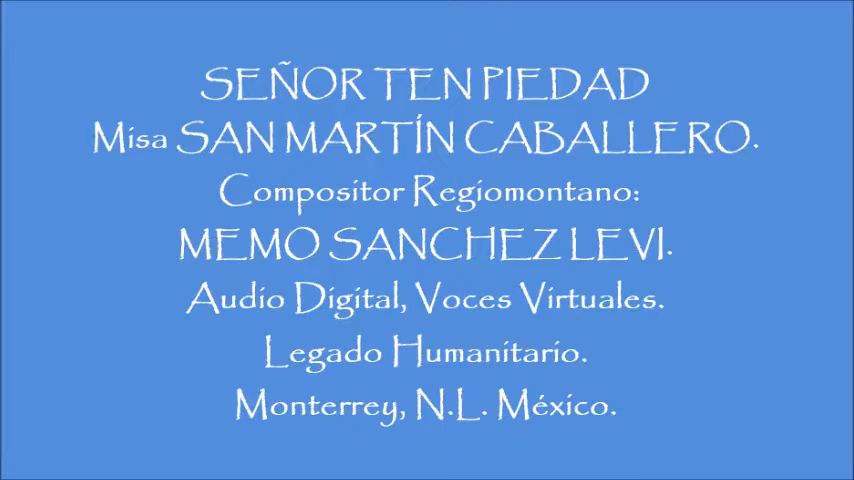 SEÑOR TEN PIEDAD
Misa SAN MARTÍN CABALLERO.
Compositor Regiomontano:
MEMO SANCHEZ LEVI.
Audio Digital, Voces Virtuales.
Legado Humanitario.
Monterrey, N.L. México.